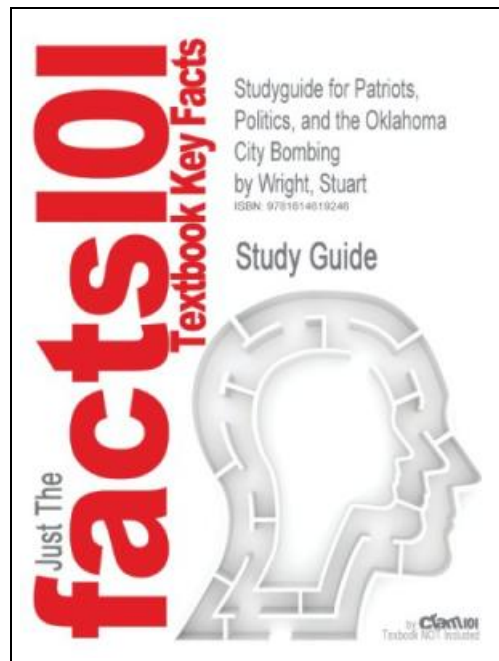 Just The
facts101
Textbook Key Facts
Studyguide for Patriots,
Politics, and the Oklahoma
City Bombing
by Wright, Stuart
ISBN: 9781614619246
Study Guide
by Cram101
Textbook NOT Included